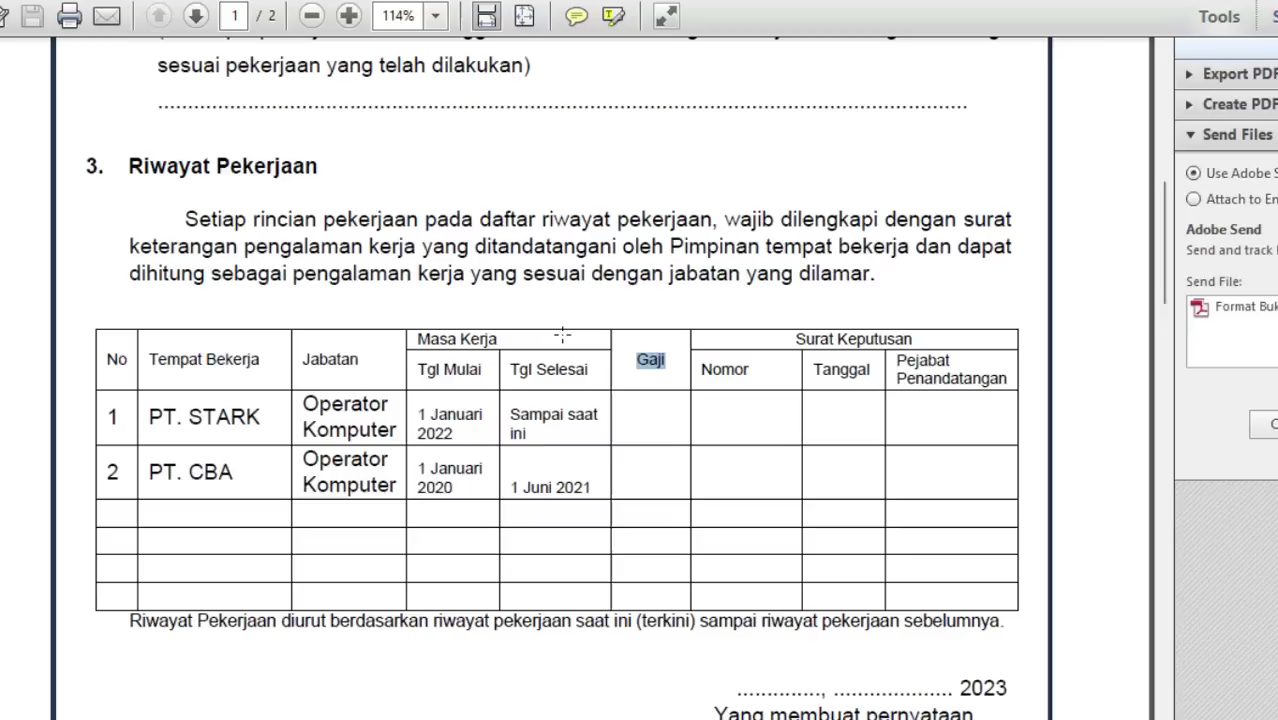 1 / 2 114% Tools
sesuai pekerjaan yang telah dilakukan)
3. Riwayat Pekerjaan
Setiap rincian pekerjaan pada daftar riwayat pekerjaan, wajib dilengkapi dengan surat
keterangan pengalaman kerja yang ditandatangani oleh Pimpinan tempat bekerja dan dapat
dihitung sebagai pengalaman kerja yang sesuai dengan jabatan yang dilamar.
No Tempat Bekerja Jabatan Masa Kerja Gaji Surat Keputusan
Tgl Mulai Tgl Selesai Nomor Tanggal Pejabat
Penandatangan
1 PT. STARK Operator
Komputer 1 Januari
2022 Sampai saat
ini
2 PT. CBA Operator
Komputer 1 Januari
2020 1 Juni 2021
Riwayat Pekerjaan diurut berdasarkan riwayat pekerjaan saat ini (terkini) sampai riwayat pekerjaan sebelumnya.
.............., .................... 2023
Yang membuat pernyataan
Export PDF
Create PDF
Send Files
Use Adobe S
Attach to En
Adobe Send
Send and track
Send File:
Format Buk